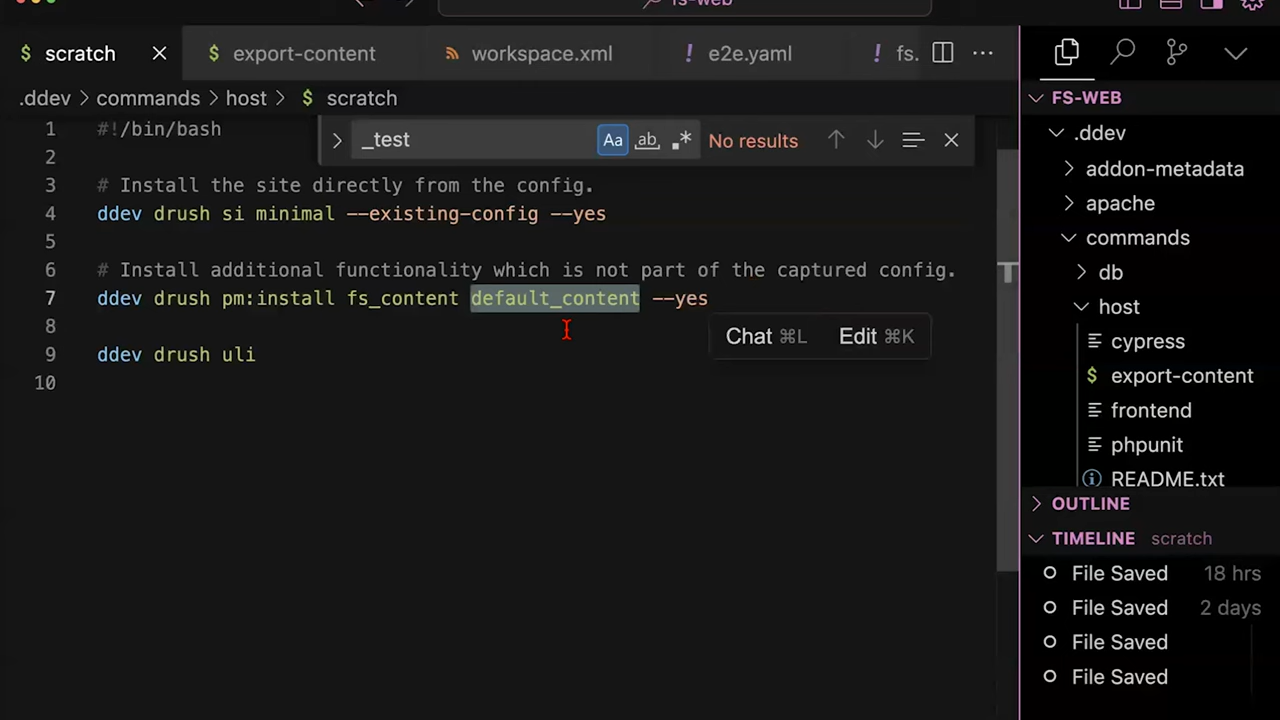 fs-web
$ scratch
$ export-content
workspace.xml
! e2e.yaml
! fs.
.ddev > commands > host > $ scratch
_test
Aa
ab
.*
No results
1 #!/bin/bash
2
3 # Install the site directly from the config.
4 ddev drush si minimal --existing-config --yes
5
6 # Install additional functionality which is not part of the captured config.
7 ddev drush pm:install fs_content default_content --yes
8
9 ddev drush uli
10
Chat ⌘L Edit ⌘K
FS-WEB
.ddev
addon-metadata
apache
commands
db
host
cypress
$ export-content
frontend
phpunit
README.txt
OUTLINE
TIMELINE scratch
File Saved 18 hrs
File Saved 2 days
File Saved
File Saved